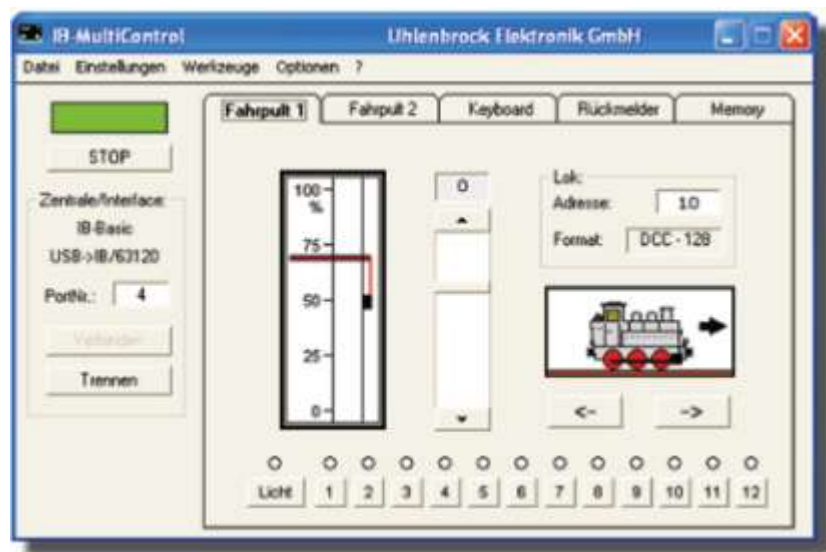 IB-MultiControl Uhlenbrock Elektronik GmbH
Datei Einstellungen Werkzeuge Optionen ?
Fahrpult 1 Fahrpult 2 Keyboard Rückmelder Memory
STOP
Zentrale/Interface:
IB-Basic
USB->IB/63120
PortNr.: 4
Verbinden
Trennen
100
%
75
50
25
0
0
Lok:
Adresse: 10
Format: DCC - 128
<- ->
Licht 1 2 3 4 5 6 7 8 9 10 11 12